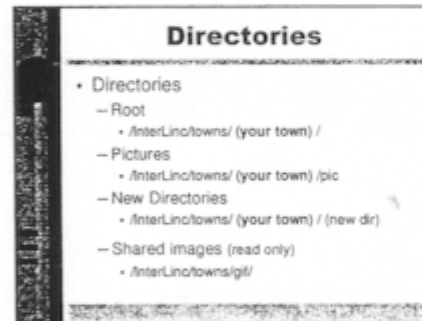 Directories
• Directories
– Root
• /InterLinc/towns/ (your town) /
– Pictures
• /InterLinc/towns/ (your town) /pic
– New Directories
• /InterLinc/towns/ (your town) / (new dir)
– Shared images (read only)
• /InterLinc/towns/gif/